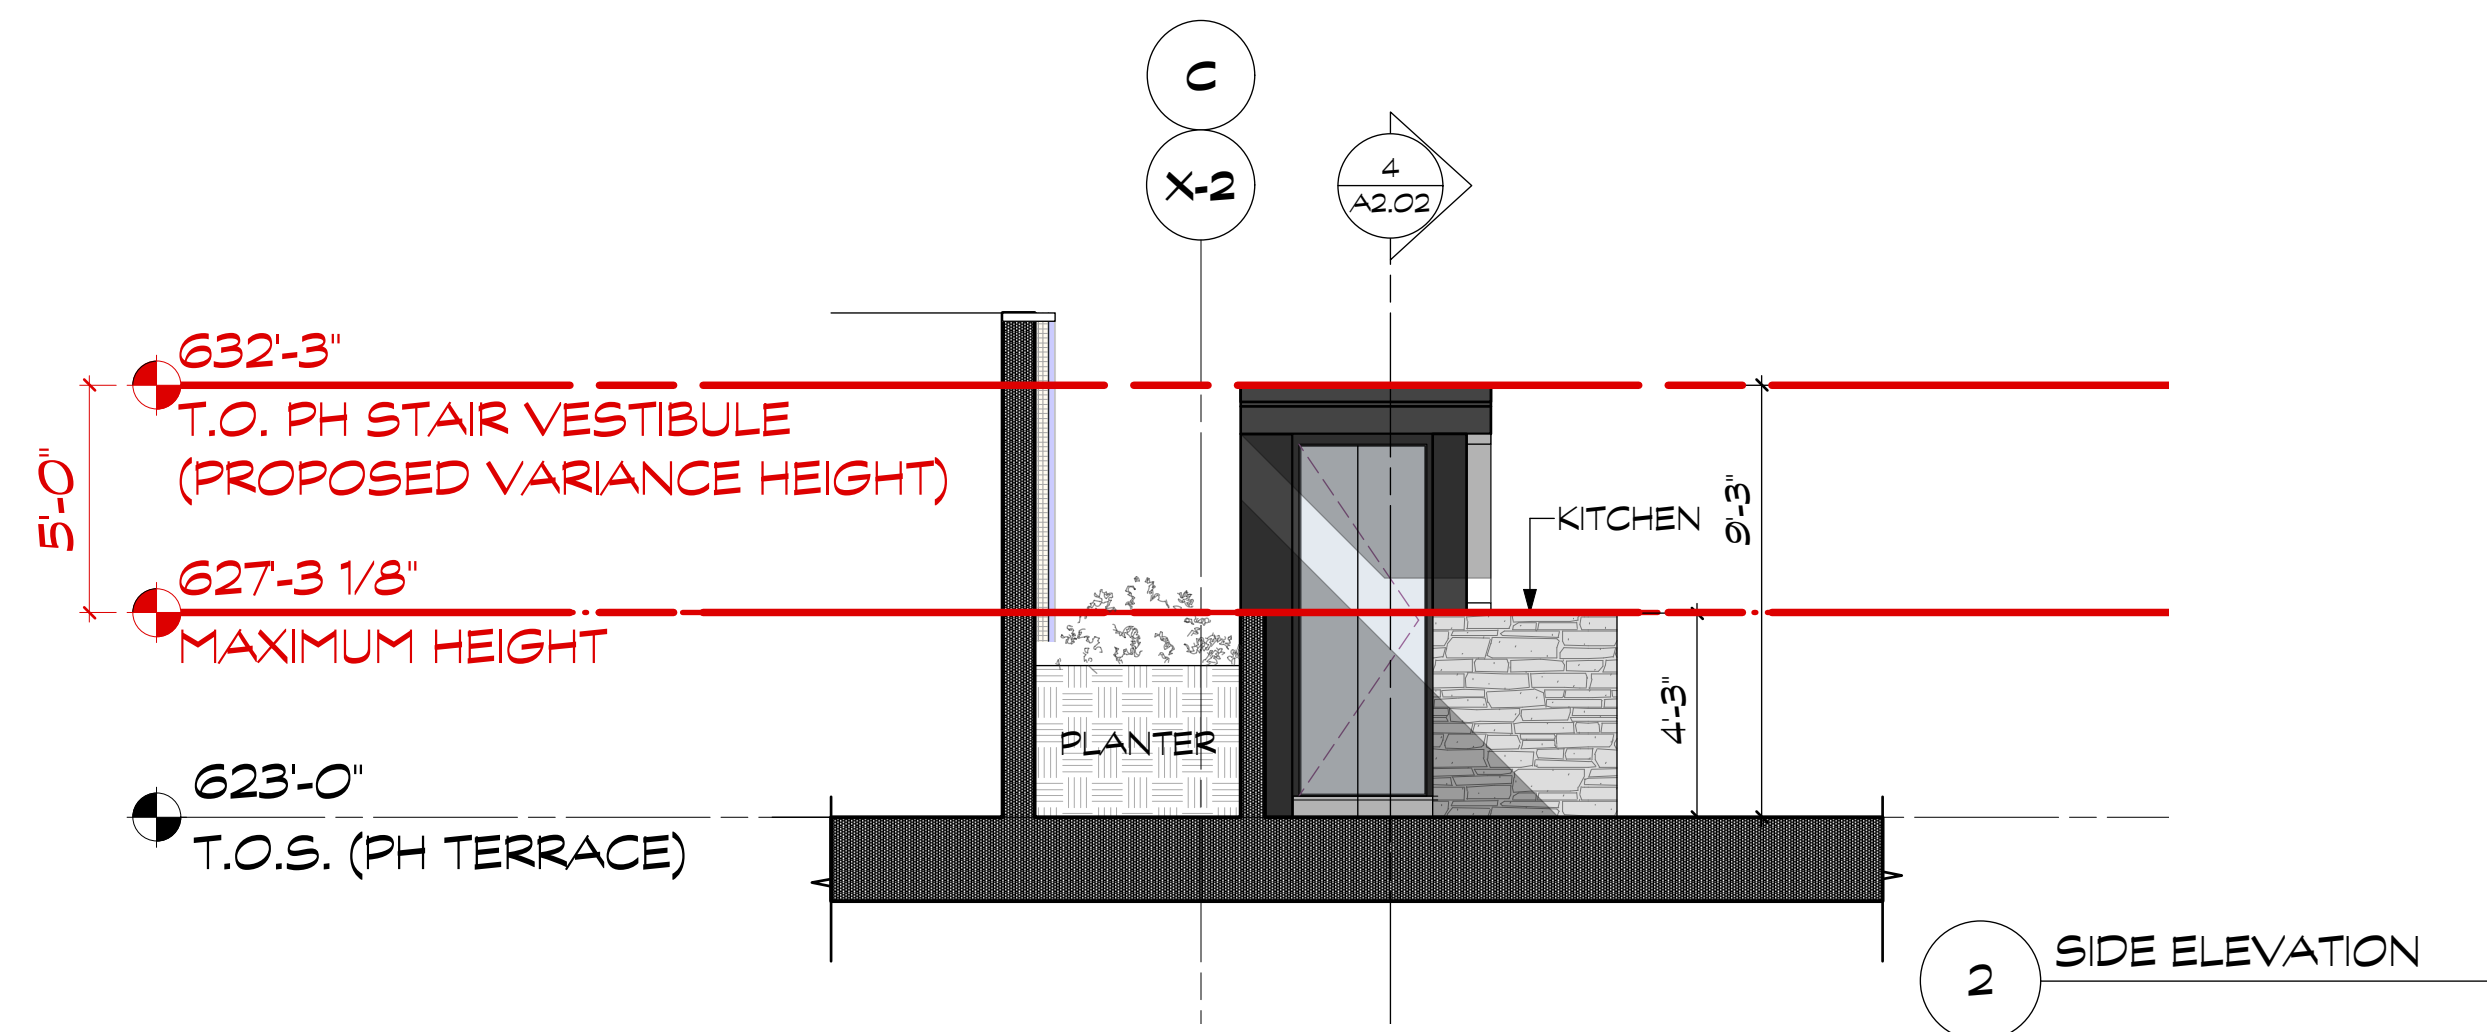 C
X-2
4
A2.02
632'-3"
T.O. PH STAIR VESTIBULE
(PROPOSED VARIANCE HEIGHT)
5'-0"
9'-3"
KITCHEN
627'-3 1/8"
MAXIMUM HEIGHT
4'-3"
PLANTER
623'-0"
T.O.S. (PH TERRACE)
2
SIDE ELEVATION